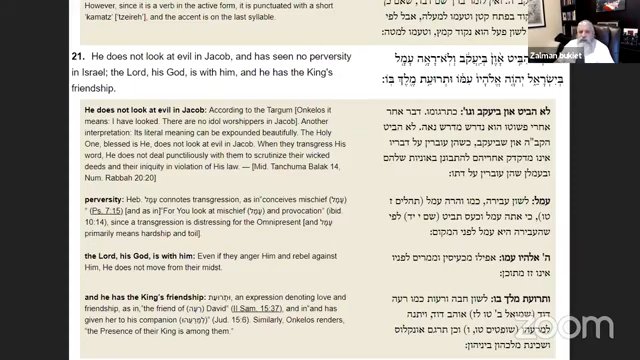 However, since it is a verb in the active form, it is punctuated with a short
'kamatz' ['tzeireh'], and the accent is on the last syllable.
נקוד בפתח קטן וטעמו למעלה, אבל לפי
לשון פעל הוא נקוד קמץ, וטעמו למטה:
21. He does not look at evil in Jacob, and has seen no perversity
in Israel; the Lord, his God, is with him, and he has the King's
friendship.
הִבִּיט אָוֶן בְּיַעֲקֹב וְלֹא־רָאָה עָמָל
בְּיִשְׂרָאֵל יְהֹוָה אֱלֹהָיו עִמּוֹ וּתְרוּעַת מֶלֶךְ בּוֹ:
He does not look at evil in Jacob: According to the Targum [Onkelos it
means: I have looked. There are no idol worshippers in Jacob]. Another
interpretation: Its literal meaning can be expounded beautifully. The Holy
One, blessed is He, does not look at evil in Jacob. When they transgress His
word, He does not deal punctiliously with them to scrutinize their wicked
deeds and their iniquity in violation of His law. — [Mid. Tanchuma Balak 14,
Num. Rabbah 20:20]
לא הביט און ביעקב וגו': כתרגומו. דבר אחר
אחרי פשוטו הוא נדרש מדרש נאה. לא הביט
הקב"ה און שביעקב, כשהן עוברין על דבריו
אינו מדקדק אחריהם להתבונן באוניות שלהם
ובעמלן שהן עוברין על דתו:
perversity: Heb. עָמָל connotes transgression, as in"conceives mischief (עָמָל)
" (Ps. 7:15) [and as in]"For You look at mischief (עָמָל) and provocation" (ibid.
10:14), since a transgression is distressing for the Omnipresent [and עָמָל
primarily means hardship and toil].
עמל: לשון עבירה, כמו והרה עמל (תהלים ז
טו), כי אתה עמל וכעס תביט (שם י יד) לפי
שהעבירה היא עמל לפני המקום:
the Lord, his God, is with him: Even if they anger Him and rebel against
Him, He does not move from their midst.
ה' אלהיו עמו: אפילו מכעיסין וממרים לפניו
אינו זז מתוכן:
and he has the King's friendship: וּתְרוּעַת, an expression denoting love and
friendship, as in,"the friend of (רֵעֶה) David" (II Sam. 15:37), and in"and has
given her to his companion (לְמֵרֵעֵהוּ)" (Jud. 15:6). Similarly, Onkelos renders,
"the Presence of their King is among them."
ותרועת מלך בו: לשון חבה ורעות כמו רעה
דוד (שמואל ב' טו לז) אוהב דוד, ויתנה
למרעהו (שופטים טו, ו) וכן תרגם אונקלוס
ושכינת מלכהון ביניהון:
Zalman bukiet
zoom